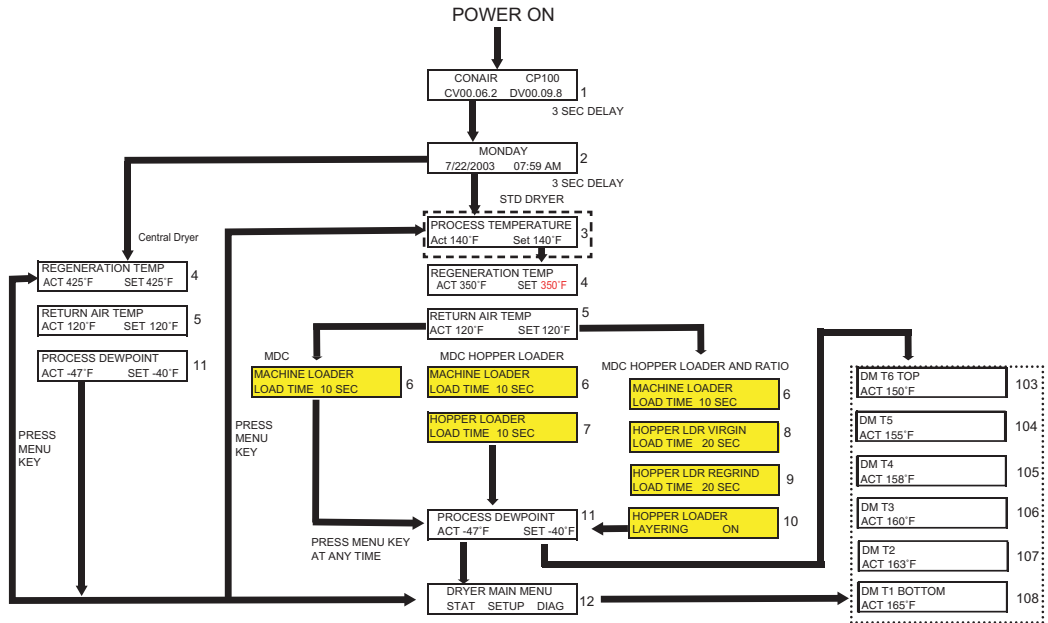 POWER ON
CONAIR CP100
CV00.06.2 DV00.09.8 1
3 SEC DELAY
MONDAY
7/22/2003 07:59 AM 2
3 SEC DELAY
STD DRYER
PROCESS TEMPERATURE
Act 140°F Set 140°F 3
Central Dryer
REGENERATION TEMP
ACT 425°F SET 425°F 4
REGENERATION TEMP
ACT 350°F SET 350°F 4
RETURN AIR TEMP
ACT 120°F SET 120°F 5
RETURN AIR TEMP
ACT 120°F SET 120°F 5
PROCESS DEWPOINT
ACT -47°F SET -40°F 11
MDC
MACHINE LOADER
LOAD TIME 10 SEC 6
MDC HOPPER LOADER
MACHINE LOADER
LOAD TIME 10 SEC 6
HOPPER LOADER
LOAD TIME 10 SEC 7
MDC HOPPER LOADER AND RATIO
MACHINE LOADER
LOAD TIME 10 SEC 6
HOPPER LDR VIRGIN
LOAD TIME 20 SEC 8
HOPPER LDR REGRIND
LOAD TIME 20 SEC 9
HOPPER LOADER
LAYERING ON 10
PRESS
MENU
KEY
PRESS
MENU
KEY
PROCESS DEWPOINT
ACT -47°F SET -40°F 11
PRESS MENU KEY
AT ANY TIME
DRYER MAIN MENU
STAT SETUP DIAG 12
DM T6 TOP
ACT 150°F 103
DM T5
ACT 155°F 104
DM T4
ACT 158°F 105
DM T3
ACT 160°F 106
DM T2
ACT 163°F 107
DM T1 BOTTOM
ACT 165°F 108